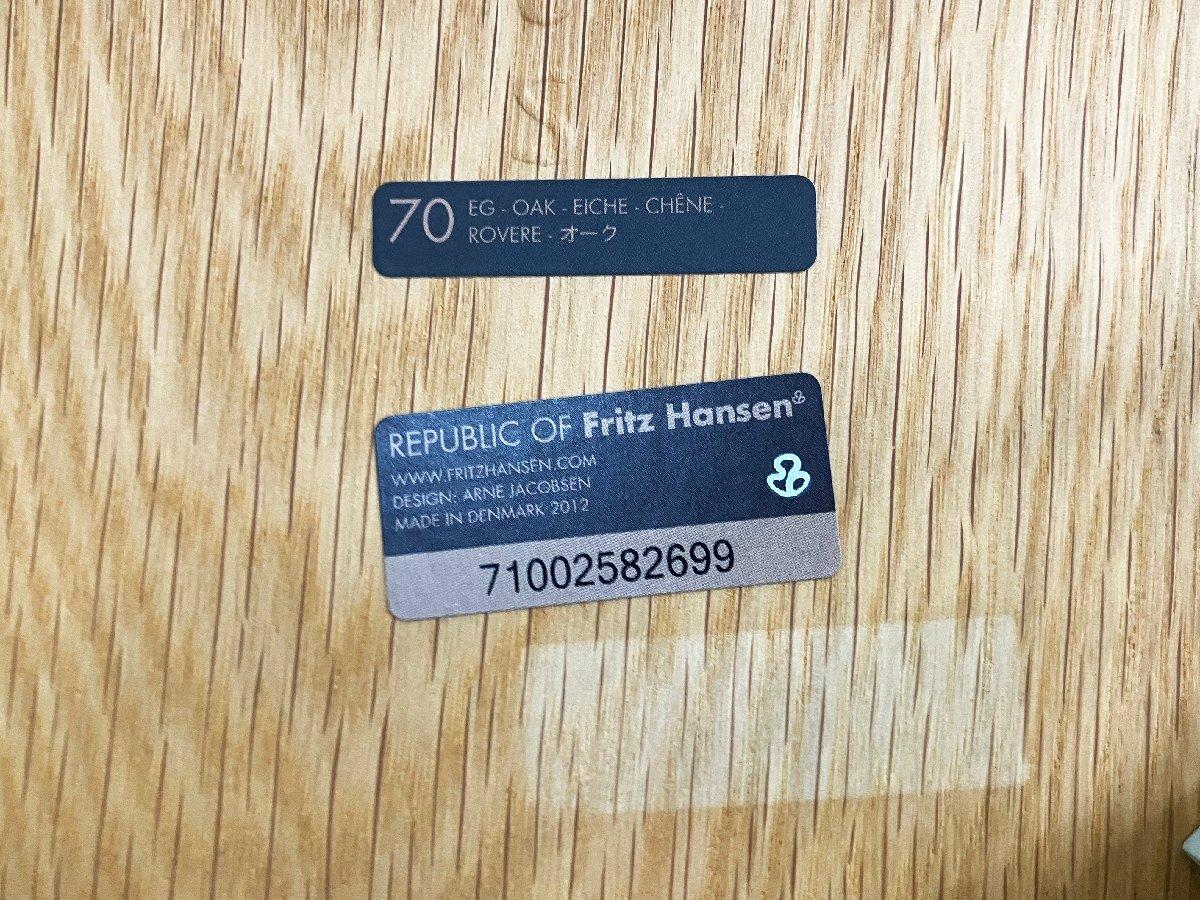 70 EG - OAK - EICHE - CHÊNE -
ROVERE - オーク
REPUBLIC OF Fritz Hansen
WWW.FRITZHANSEN.COM
DESIGN: ARNE JACOBSEN
MADE IN DENMARK 2012
71002582699